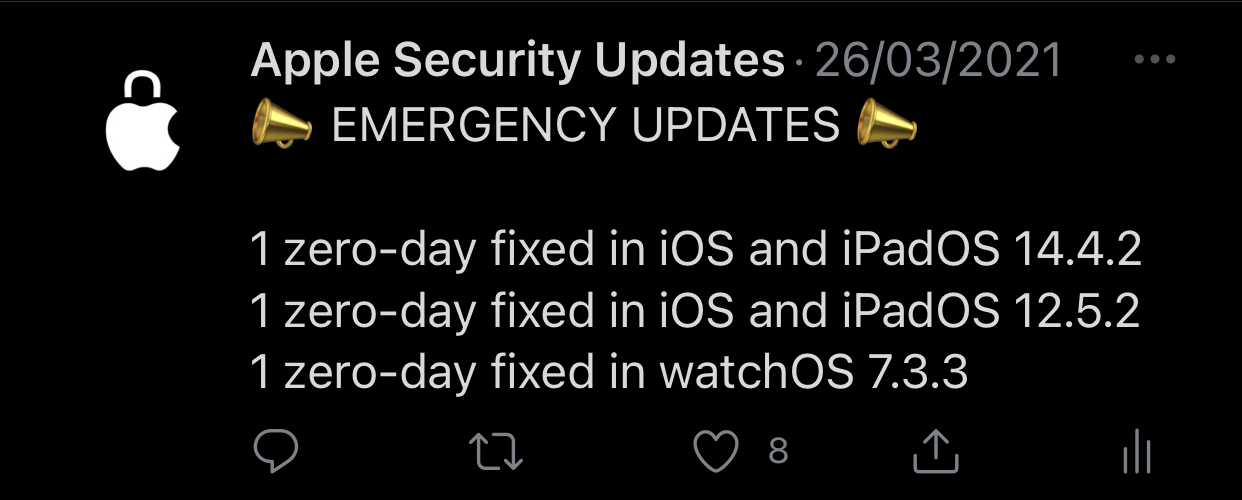 Apple Security Updates · 26/03/2021
📣 EMERGENCY UPDATES 📣
1 zero-day fixed in iOS and iPadOS 14.4.2
1 zero-day fixed in iOS and iPadOS 12.5.2
1 zero-day fixed in watchOS 7.3.3
8